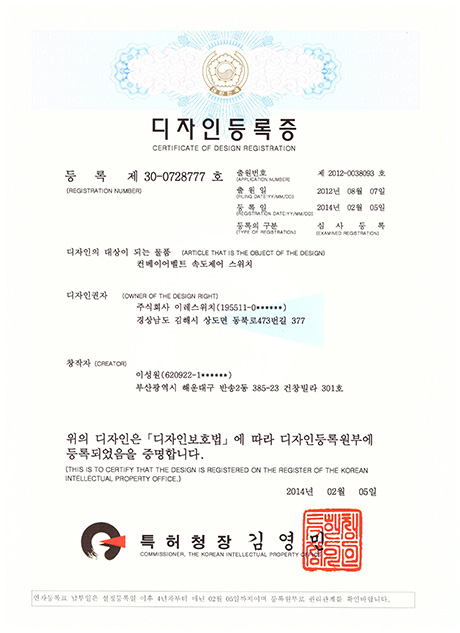 디자인등록증
CERTIFICATE OF DESIGN REGISTRATION
등 록 제 30-0728777 호
(REGISTRATION NUMBER)
출원번호 제 2012-0038093 호
(APPLICATION NUMBER)
출 원 일 2012년 08월 07일
(FILING DATE:YY/MM/DD)
등 록 일 2014년 02월 05일
(REGISTRATION DATE:YY/MM/DD)
등록의 구분 심 사 등 록
(TYPE OF REGISTRATION) (EXAMINED REGISTRATION)
디자인의 대상이 되는 물품 (ARTICLE THAT IS THE OBJECT OF THE DESIGN)
컨베이어벨트 속도제어 스위치
디자인권자 (OWNER OF THE DESIGN RIGHT)
주식회사 이레스위치(195511-0******)
경상남도 김해시 상도면 동북로473번길 377
창작자 (CREATOR)
이성원(620922-1******)
부산광역시 해운대구 반송2동 385-23 건창빌라 301호
위의 디자인은 「디자인보호법」에 따라 디자인등록원부에
등록되었음을 증명합니다.
(THIS IS TO CERTIFY THAT THE DESIGN IS REGISTERED ON THE REGISTER OF THE KOREAN
INTELLECTUAL PROPERTY OFFICE.)
2014년 02월 05일
특허청장 김영민
COMMISSIONER, THE KOREAN INTELLECTUAL PROPERTY OFFICE
연차등록료 납부일은 설정등록일 이후 4년차부터 매년 02월 05일까지이며 등록원부로 권리관계를 확인바랍니다.